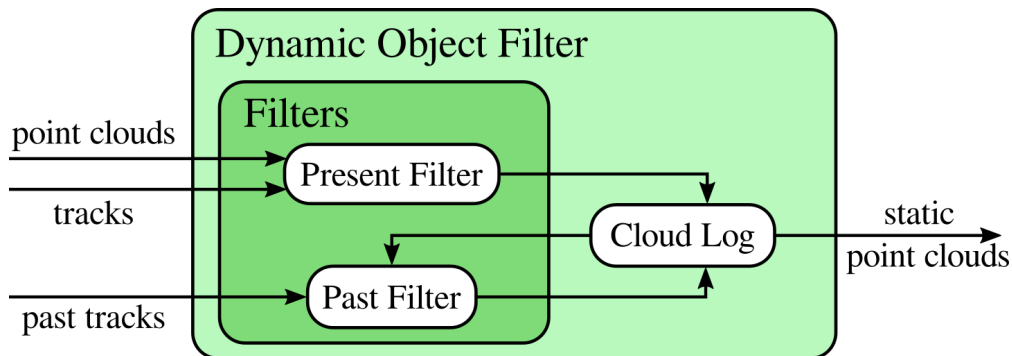 Dynamic Object Filter
Filters
point clouds
Present Filter
tracks
static
Cloud Log
point clouds
Past Filter
past tracks